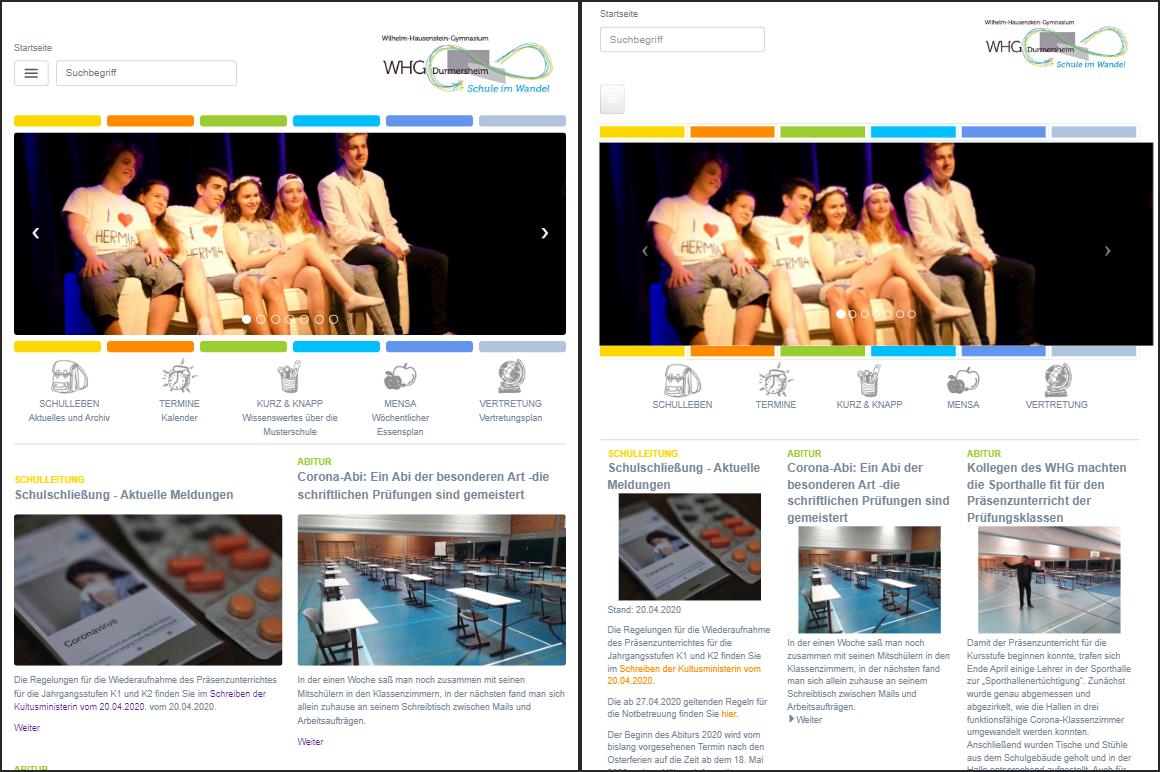 Startseite
Suchbegriff
Wilhelm-Hausenstein-Gymnasium
WHG Durmersheim
Schule im Wandel
I ♥
HERMIA
I ♥
HERMIA
SCHULLEBEN
Aktuelles und Archiv
TERMINE
Kalender
KURZ & KNAPP
Wissenswertes über die
Musterschule
MENSA
Wöchentlicher
Essensplan
VERTRETUNG
Vertretungsplan
SCHULLEITUNG
Schulschließung - Aktuelle Meldungen
Coronavirus
Die Regelungen für die Wiederaufnahme des Präsenzunterrichtes
für die Jahrgangsstufen K1 und K2 finden Sie im Schreiben der
Kultusministerin vom 20.04.2020. vom 20.04.2020.
Weiter
ABITUR
Corona-Abi: Ein Abi der besonderen Art -die
schriftlichen Prüfungen sind gemeistert
In der einen Woche saß man noch zusammen mit seinen
Mitschülern in den Klassenzimmern, in der nächsten fand man sich
allein zuhause an seinem Schreibtisch zwischen Mails und
Arbeitsaufträgen.
Weiter
ABITUR
Startseite
Suchbegriff
Wilhelm-Hausenstein-Gymnasium
WHG Durmersheim
Schule im Wandel
I ♥
HERMIA
I ♥
HERMIA
SCHULLEBEN
TERMINE
KURZ & KNAPP
MENSA
VERTRETUNG
SCHULLEITUNG
Schulschließung - Aktuelle
Meldungen
Coronavirus
Stand: 20.04.2020
Die Regelungen für die Wiederaufnahme
des Präsenzunterrichtes für die
Jahrgangsstufen K1 und K2 finden Sie
im Schreiben der Kultusministerin vom
20.04.2020.
Die ab 27.04.2020 geltenden Regeln für
die Notbetreuung finden Sie hier.
Der Beginn des Abiturs 2020 wird vom
bislang vorgesehenen Termin nach den
Osterferien auf die Zeit ab dem 18. Mai
ABITUR
Corona-Abi: Ein Abi der
besonderen Art -die
schriftlichen Prüfungen sind
gemeistert
In der einen Woche saß man noch
zusammen mit seinen Mitschülern in den
Klassenzimmern, in der nächsten fand
man sich allein zuhause an seinem
Schreibtisch zwischen Mails und
Arbeitsaufträgen.
Weiter
ABITUR
Kollegen des WHG machten
die Sporthalle fit für den
Präsenzunterricht der
Prüfungsklassen
Damit der Präsenzunterricht für die
Kursstufe beginnen konnte, trafen sich
Ende April einige Lehrer in der Sporthalle
zur „Sporthallenertüchtigung“. Zunächst
wurde genau abgemessen und
abgezirkelt, wie die Hallen in drei
funktionsfähige Corona-Klassenzimmer
umgewandelt werden konnten.
Anschließend wurden Tische und Stühle
aus dem Schulgebäude geholt und in der
Halle entsprechend aufgestellt. Auch für